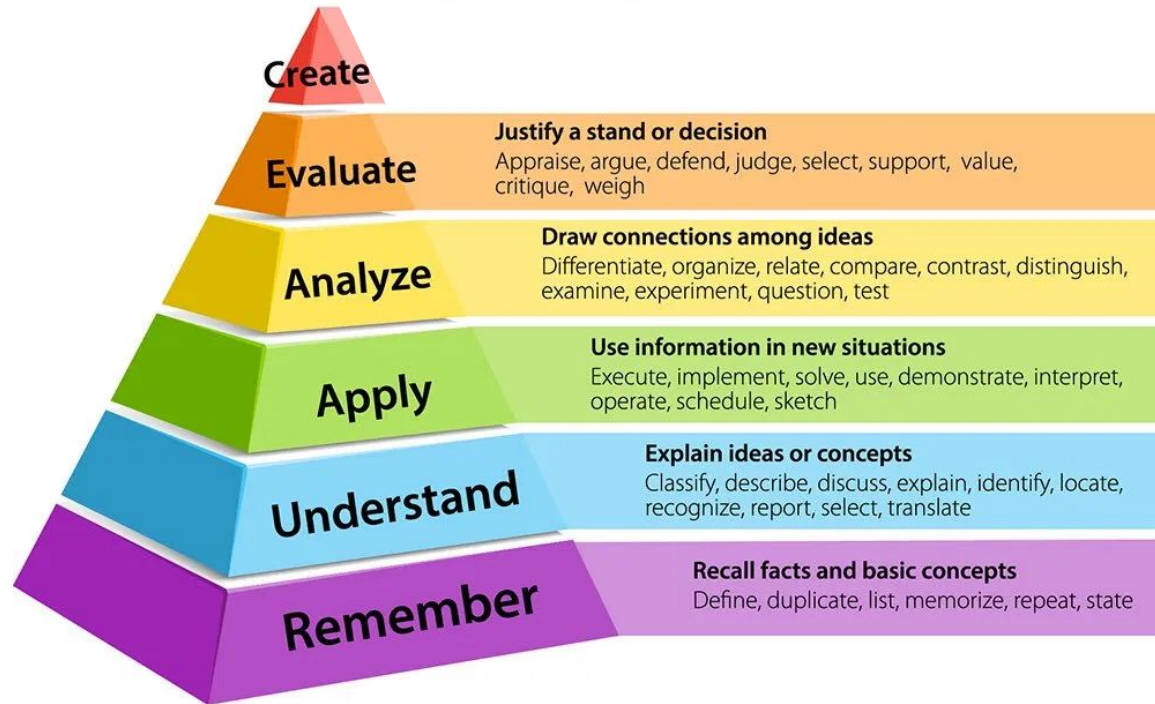 Create
Evaluate
Justify a stand or decision
Appraise, argue, defend, judge, select, support, value,
critique, weigh
Analyze
Draw connections among ideas
Differentiate, organize, relate, compare, contrast, distinguish,
examine, experiment, question, test
Apply
Use information in new situations
Execute, implement, solve, use, demonstrate, interpret,
operate, schedule, sketch
Understand
Explain ideas or concepts
Classify, describe, discuss, explain, identify, locate,
recognize, report, select, translate
Remember
Recall facts and basic concepts
Define, duplicate, list, memorize, repeat, state